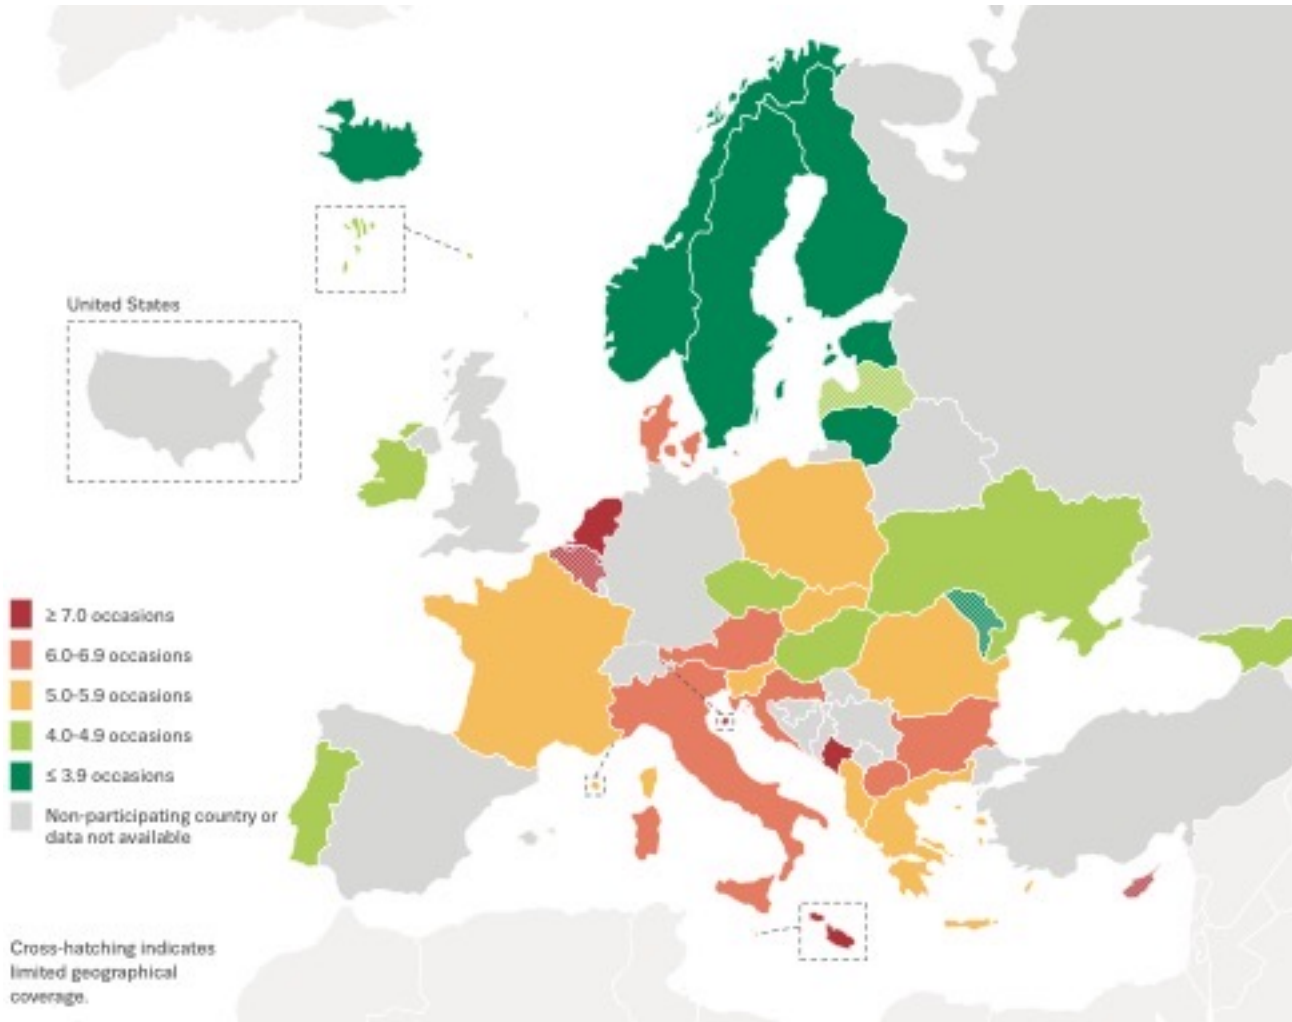 United States
≥ 7.0 occasions
6.0-6.9 occasions
5.0-5.9 occasions
4.0-4.9 occasions
≤ 3.9 occasions
Non-participating country or
data not available
Cross-hatching indicates
limited geographical
coverage.